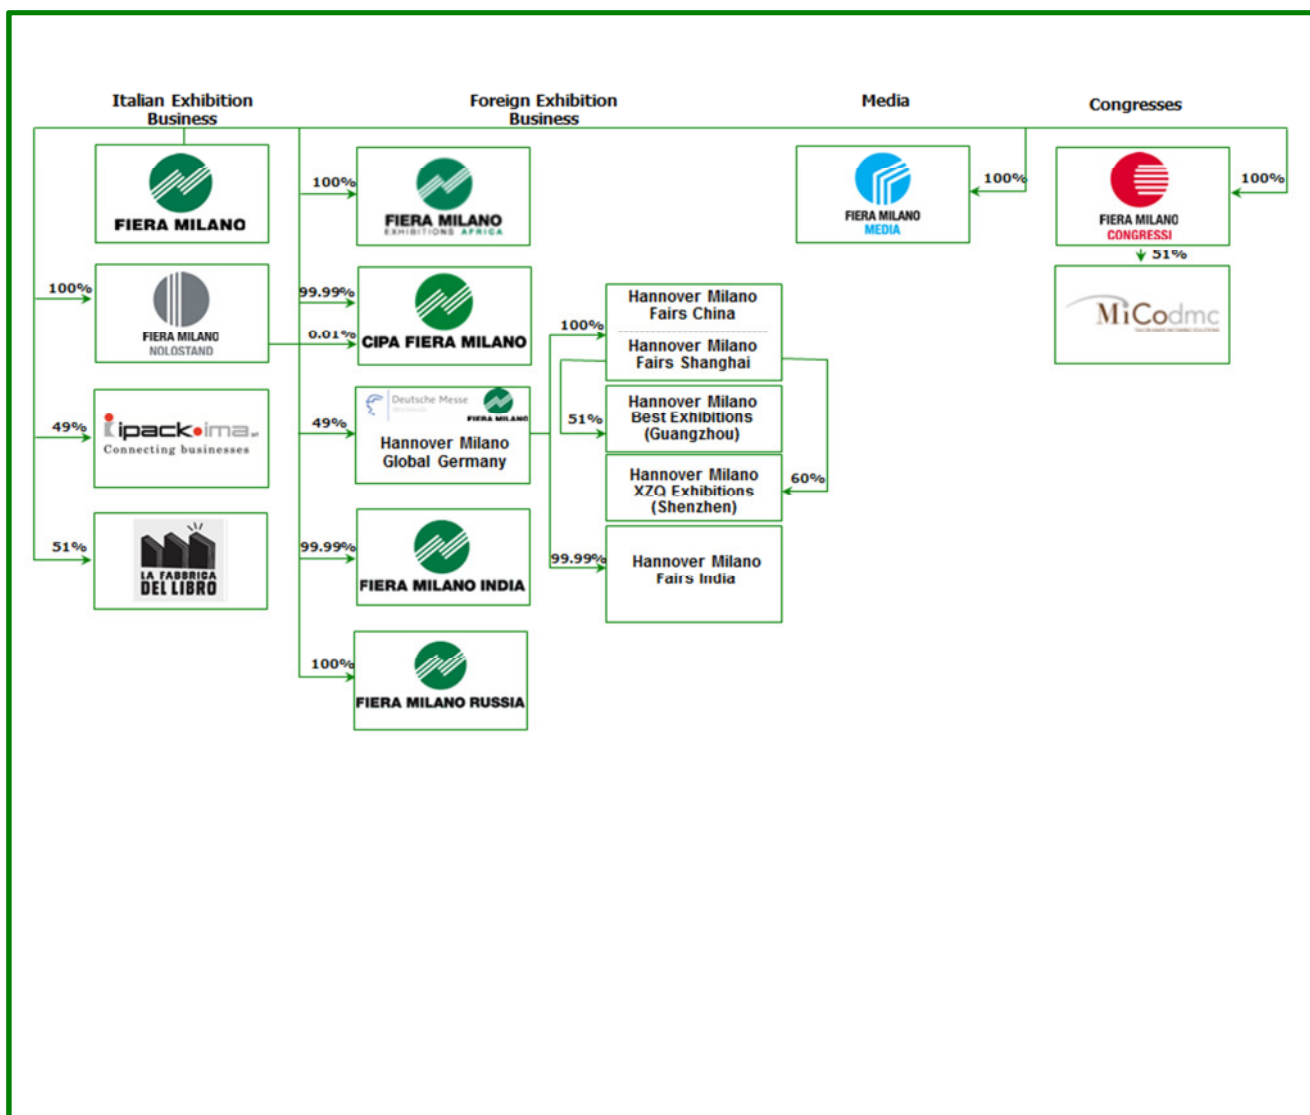 Italian Exhibition
Business
Foreign Exhibition
Business
Media
Congresses
FIERA MILANO
100%
FIERA MILANO
NOLOSTAND
49%
ipack-ima srl
Connecting businesses
51%
LA FABBRICA
DEL LIBRO
100%
FIERA MILANO
EXHIBITIONS AFRICA
99.99%
0.01%
CIPA FIERA MILANO
49%
Deutsche Messe
FIERA MILANO
Hannover Milano
Global Germany
99.99%
FIERA MILANO INDIA
100%
FIERA MILANO RUSSIA
100%
Hannover Milano
Fairs China
Hannover Milano
Fairs Shanghai
51%
Hannover Milano
Best Exhibitions
(Guangzhou)
60%
Hannover Milano
XZQ Exhibitions
(Shenzhen)
99.99%
Hannover Milano
Fairs India
FIERA MILANO
MEDIA
100%
FIERA MILANO
CONGRESSI
100%
51%
MiCodmc